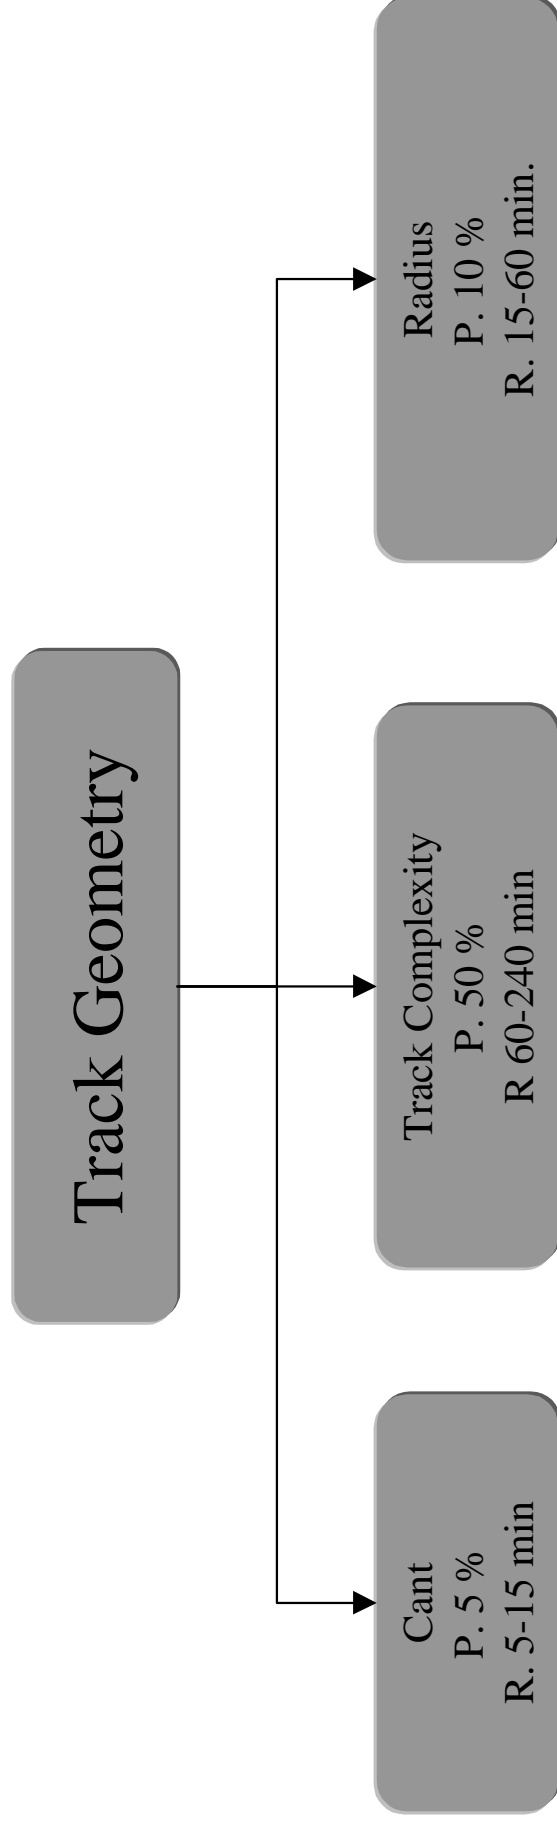 Track Geometry
Cant
P. 5 %
R. 5-15 min
Track Complexity
P. 50 %
R 60-240 min
Radius
P. 10 %
R. 15-60 min.